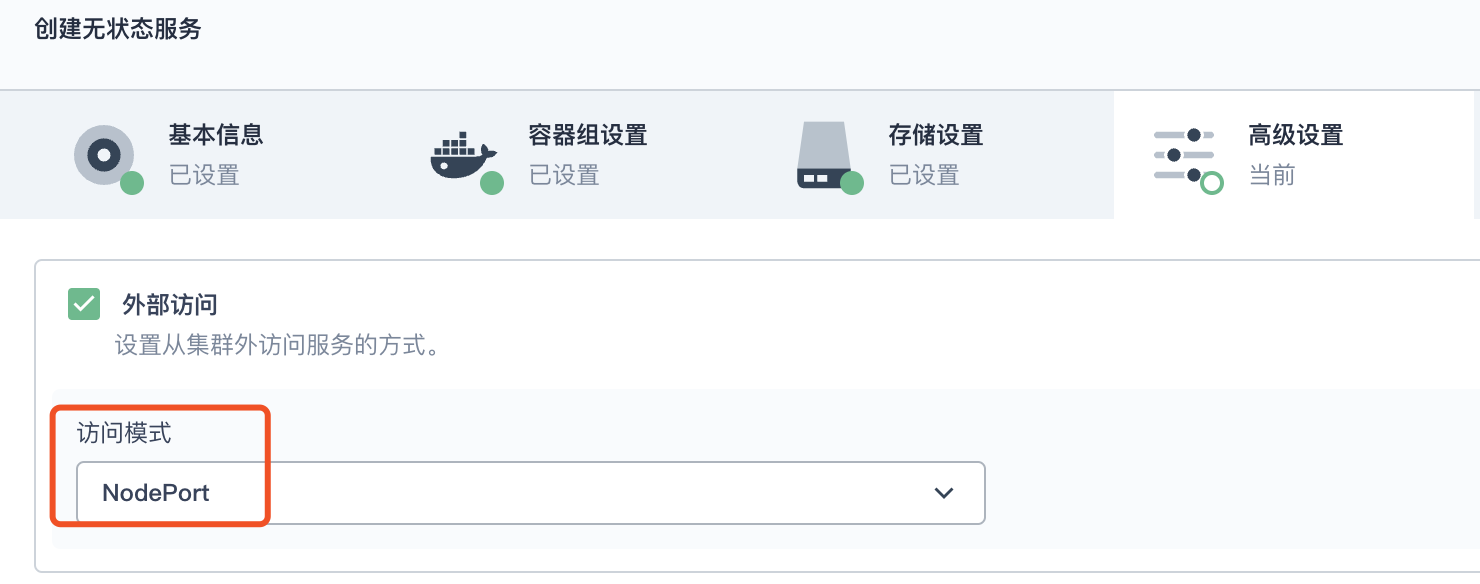 创建无状态服务
基本信息
已设置
容器组设置
已设置
存储设置
已设置
高级设置
当前
外部访问
设置从集群外访问服务的方式。
访问模式
NodePort